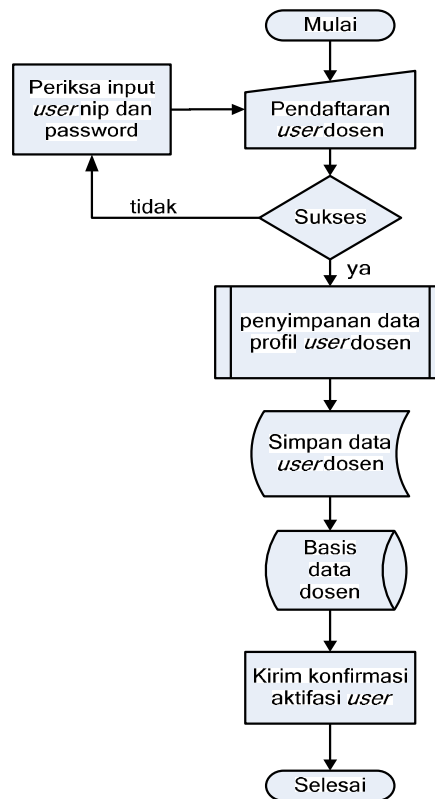 Mulai
Periksa input
user nip dan
password
Pendaftaran
user dosen
tidak
Sukses
ya
penyimpanan data
profil user dosen
Simpan data
user dosen
Basis
data
dosen
Kirim konfirmasi
aktifasi user
Selesai